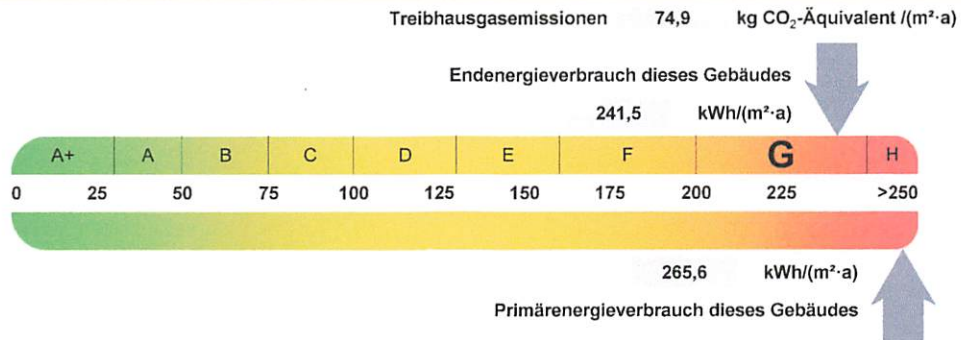 Treibhausgasemissionen 74,9 kg CO₂-Äquivalent /(m²·a)
Endenergieverbrauch dieses Gebäudes
241,5 kWh/(m²·a)
A+ A B C D E F G H
0 25 50 75 100 125 150 175 200 225 >250
265,6 kWh/(m²·a)
Primärenergieverbrauch dieses Gebäudes